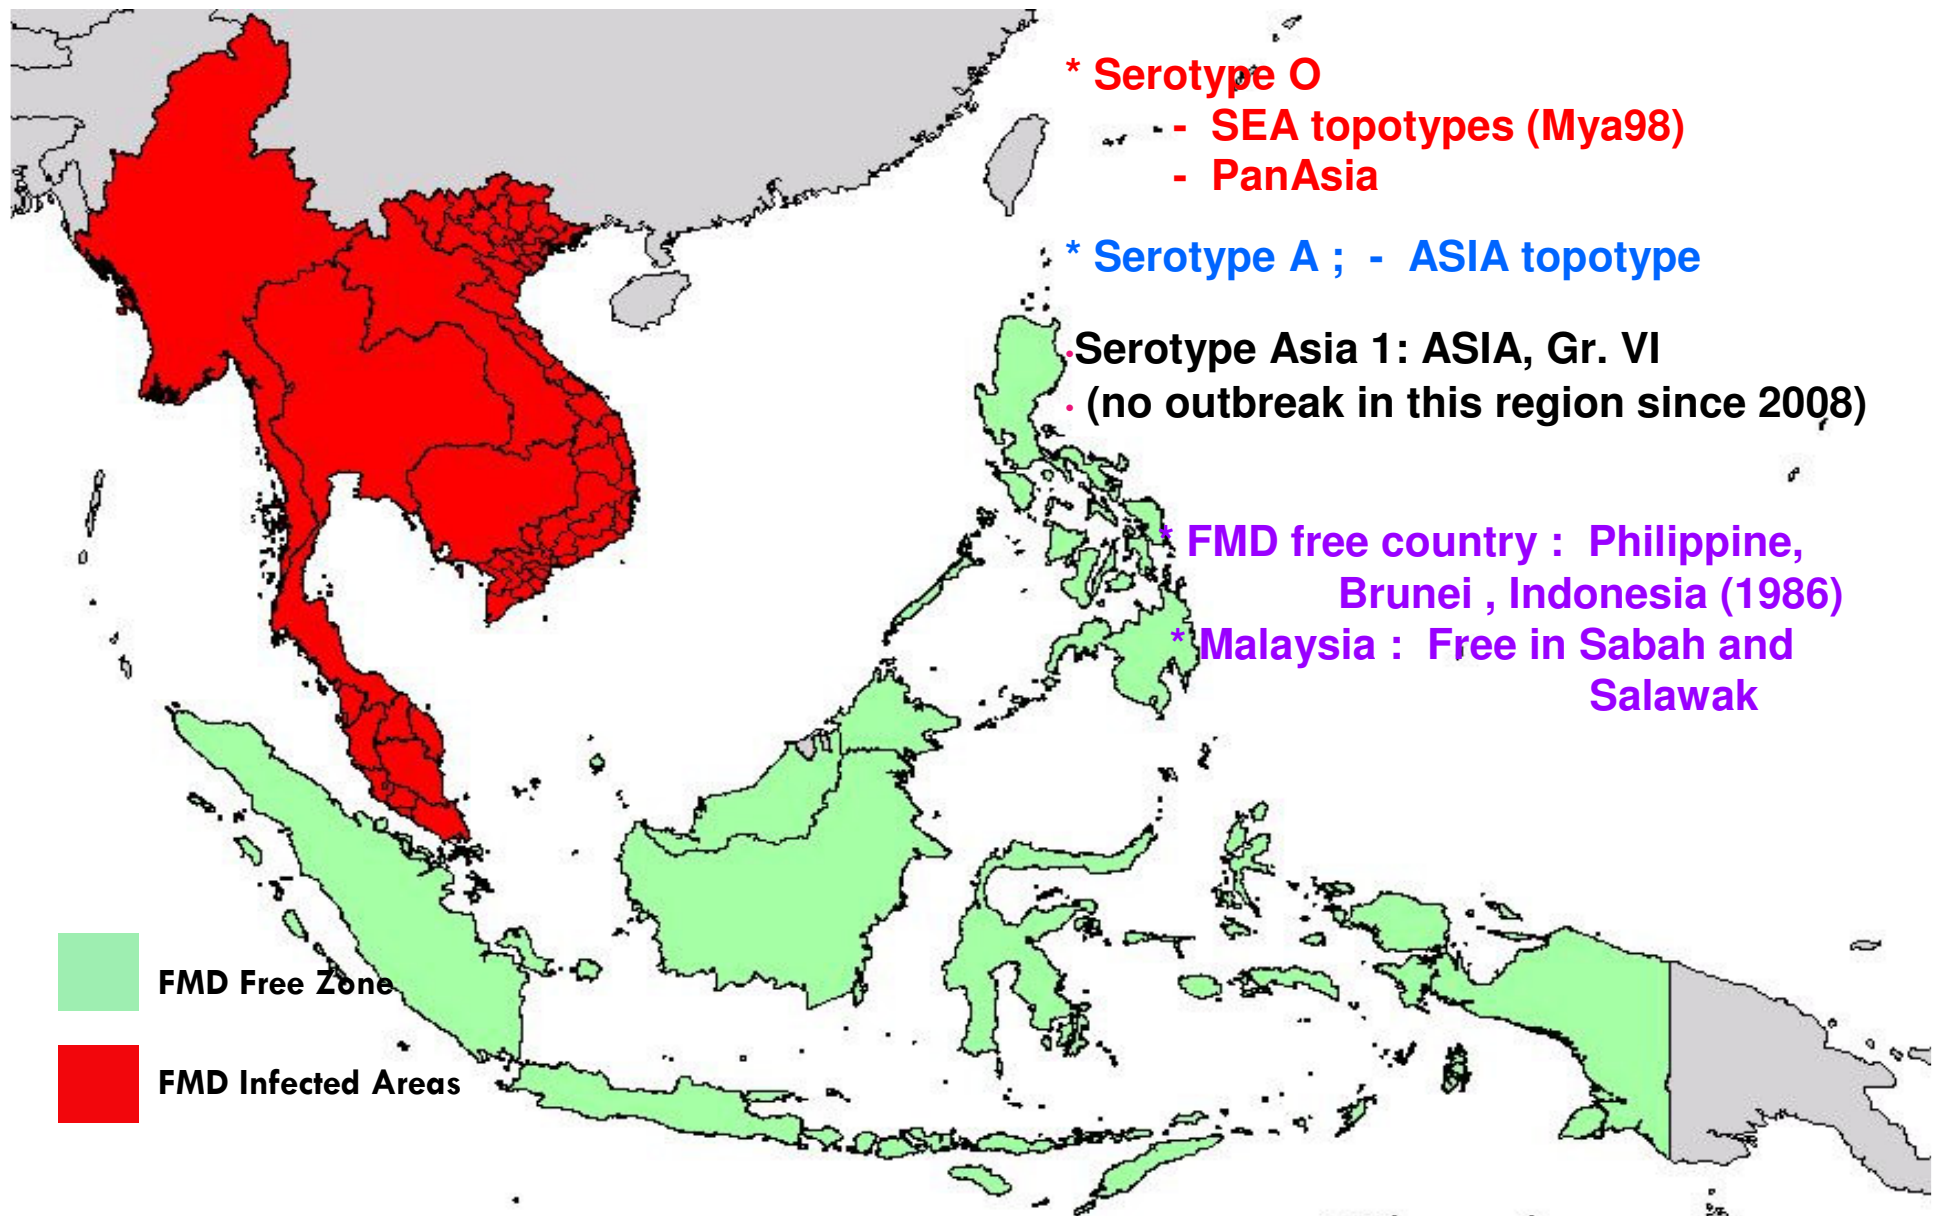 * Serotype O
- SEA topotypes (Mya98)
- PanAsia
* Serotype A ; - ASIA topotype
•Serotype Asia 1: ASIA, Gr. VI
• (no outbreak in this region since 2008)
* FMD free country : Philippine,
Brunei , Indonesia (1986)
* Malaysia : Free in Sabah and
Salawak
FMD Free Zone
FMD Infected Areas